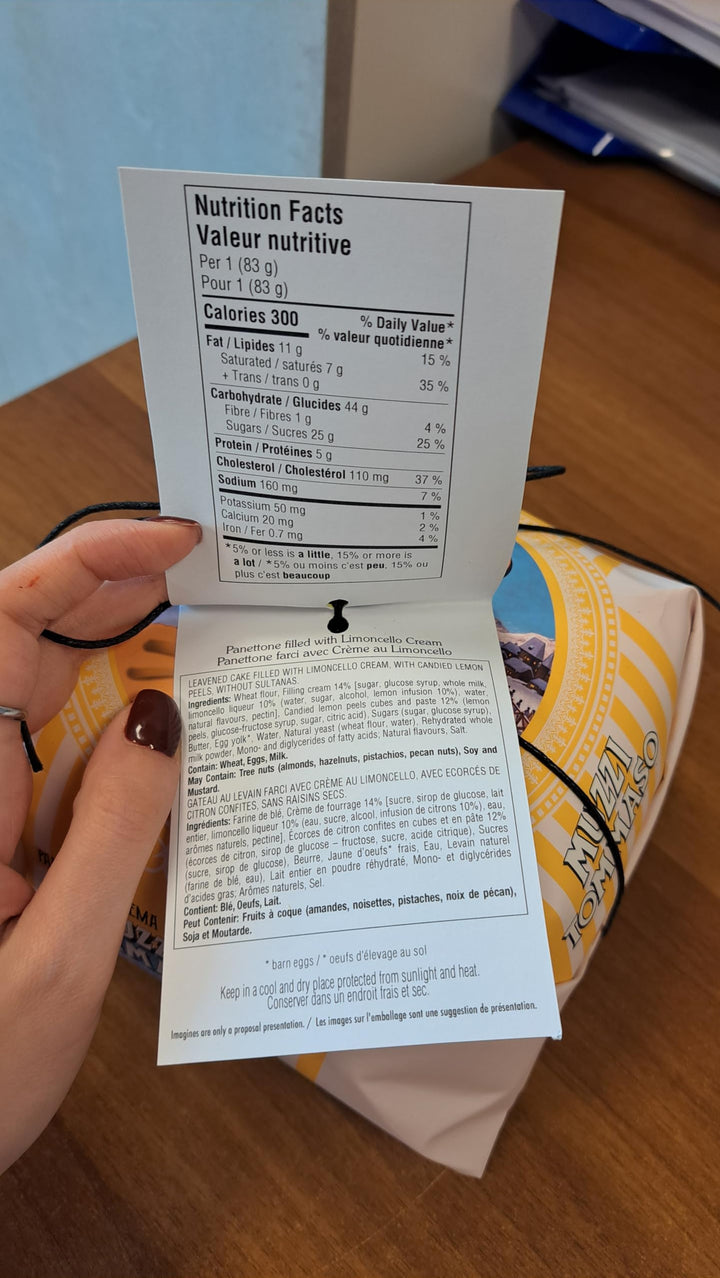 Nutrition Facts
Valeur nutritive
Per 1 (83 g)
Pour 1 (83 g)
Calories 300
% Daily Value*
% valeur quotidienne*
Fat / Lipides 11 g 15 %
Saturated / saturés 7 g
+ Trans / trans 0 g 35 %
Carbohydrate / Glucides 44 g
Fibre / Fibres 1 g 4 %
Sugars / Sucres 25 g 25 %
Protein / Protéines 5 g
Cholesterol / Cholestérol 110 mg 37 %
Sodium 160 mg 7 %
Potassium 50 mg 1 %
Calcium 20 mg 2 %
Iron / Fer 0.7 mg 4 %
*5% or less is a little, 15% or more is
a lot / *5% ou moins c'est peu, 15% ou
plus c'est beaucoup
Panettone filled with Limoncello Cream
Panettone farci avec Crème au Limoncello
LEAVENED CAKE FILLED WITH LIMONCELLO CREAM, WITH CANDIED LEMON
PEELS, WITHOUT SULTANAS.
Ingredients: Wheat flour, Filling cream 14% [sugar, glucose syrup, whole milk,
limoncello liqueur 10% (water, sugar, alcohol, lemon infusion 10%), water,
natural flavours, pectin]. Candied lemon peels cubes and paste 12% (lemon
peels, glucose-fructose syrup, sugar, citric acid), Sugars (sugar, glucose syrup),
Butter, Egg yolk*, Water, Natural yeast (wheat flour, water), Rehydrated whole
milk powder, Mono- and diglycerides of fatty acids; Natural flavours, Salt.
Contain: Wheat, Eggs, Milk.
May Contain: Tree nuts (almonds, hazelnuts, pistachios, pecan nuts), Soy and
Mustard.
GATEAU AU LEVAIN FARCI AVEC CRÈME AU LIMONCELLO, AVEC ECORCÉS DE
CITRON CONFITES, SANS RAISINS SECS.
Ingrédients: Farine de blé, Crème de fourrage 14% [sucre, sirop de glucose, lait
entier, limoncello liqueur 10% (eau, sucre, alcool, infusion de citrons 10%), eau,
arômes naturels, pectine], Écorces de citron confites en cubes et en pâte 12%
(écorces de citron, sirop de glucose – fructose, sucre, acide citrique), Sucres
(sucre, sirop de glucose), Beurre, Jaune d'oeufs* frais, Eau, Levain naturel
(farine de blé, eau), Lait entier en poudre réhydraté, Mono- et diglycérides
d'acides gras; Arômes naturels, Sel.
Contient: Blé, Oeufs, Lait.
Peut Contenir: Fruits à coque (amandes, noisettes, pistaches, noix de pécan),
Soja et Moutarde.
* barn eggs / * oeufs d'élevage au sol
Keep in a cool and dry place protected from sunlight and heat.
Conserver dans un endroit frais et sec.
Imagines are only a proposal presentation. / Les images sur l'emballage sont une suggestion de présentation.
MUZZI
TOMMASO